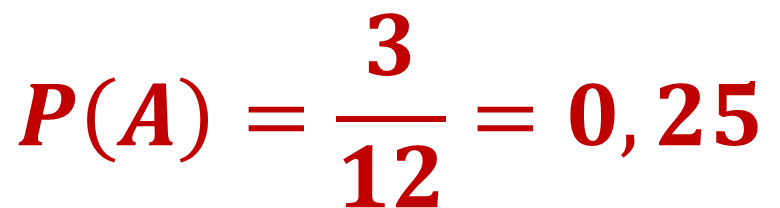 P(A) = 3/12 = 0,25